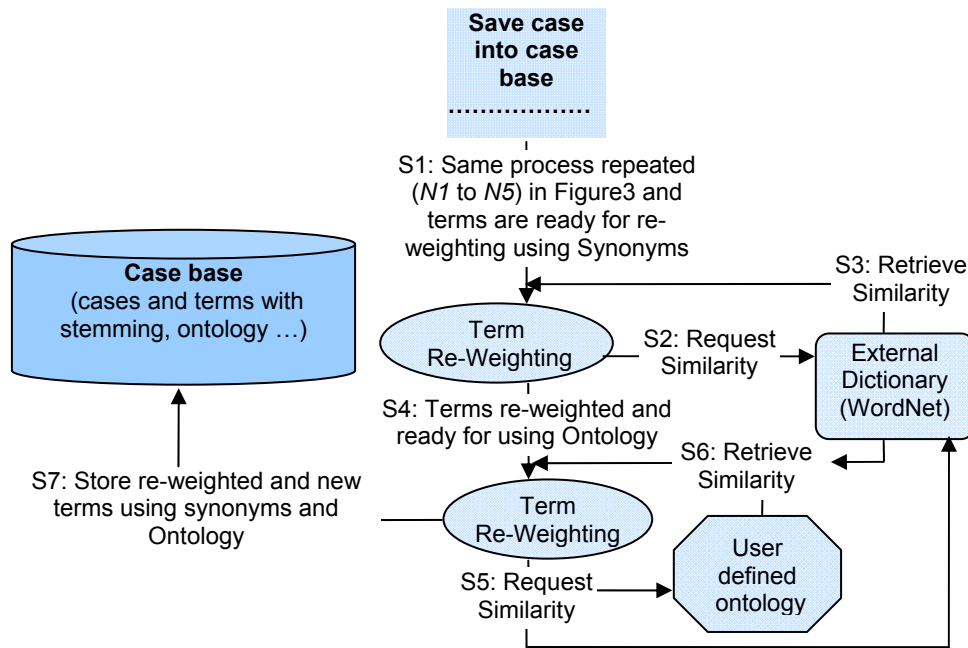 Save case
into case
base
..................
S1: Same process repeated
(N1 to N5) in Figure3 and
terms are ready for re-
weighting using Synonyms
Case base
(cases and terms with
stemming, ontology …)
S3: Retrieve
Similarity
Term
Re-Weighting
S2: Request
Similarity
External
Dictionary
(WordNet)
S4: Terms re-weighted and
ready for using Ontology
S6: Retrieve
Similarity
S7: Store re-weighted and new
terms using synonyms and
Ontology
Term
Re-Weighting
User
defined
ontology
S5: Request
Similarity